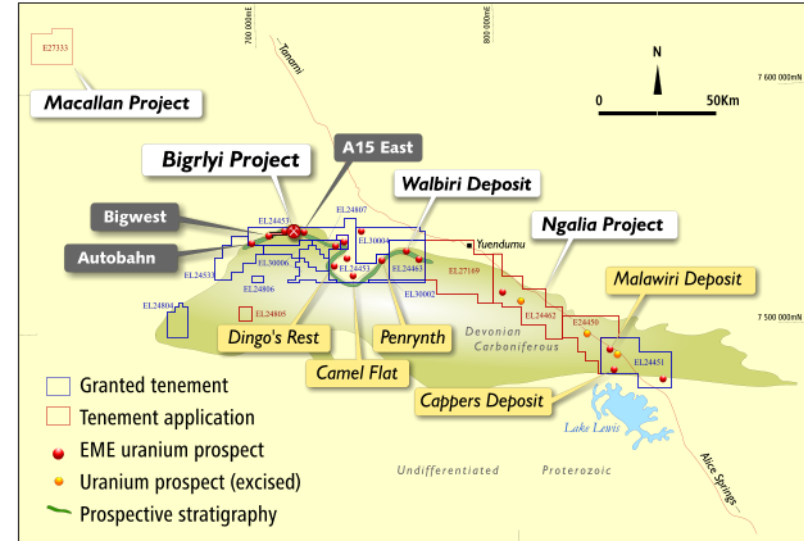 700 000mE
800 000mE
E27333
Tanami
N
7 600 000mN
Macallan Project
0 50Km
A15 East
Bigrlyi Project
Walbiri Deposit
Bigwest
EL24453
EL24807
Ngalia Project
Autobahn
EL30004
Yuendumu
EL24533
EL30006
EL24453
EL24463
EL27169
Malawiri Deposit
EL24806
EL30002
EL24804
EL24805
EL24462
E24450
7 500 000mN
Dingo's Rest
Penrynth
Devonian
Carboniferous
EL24451
Camel Flat
Granted tenement
Cappers Deposit
Tenement application
Lake Lewis
EME uranium prospect
Alice Springs
Undifferentiated Proterozoic
Uranium prospect (excised)
Prospective stratigraphy